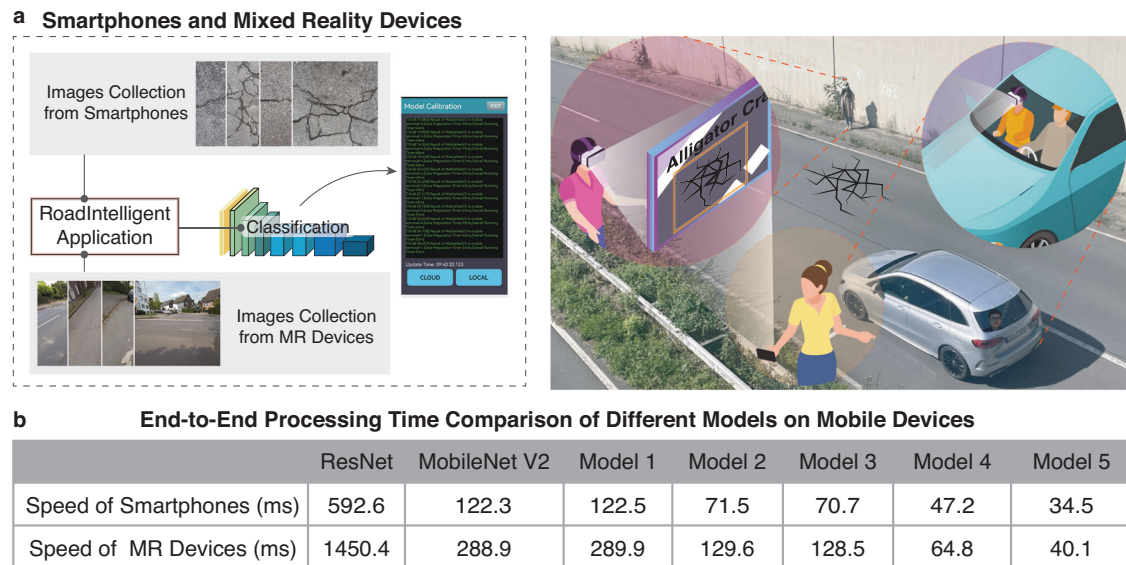 a Smartphones and Mixed Reality Devices
Images Collection
from Smartphones
RoadIntelligent
Application
Classification
Images Collection
from MR Devices
Model Calibration
EXIT
Update Time: 09:40:32.123
CLOUD LOCAL
Alligator Cra
b End-to-End Processing Time Comparison of Different Models on Mobile Devices
ResNet MobileNet V2 Model 1 Model 2 Model 3 Model 4 Model 5
Speed of Smartphones (ms) 592.6 122.3 122.5 71.5 70.7 47.2 34.5
Speed of MR Devices (ms) 1450.4 288.9 289.9 129.6 128.5 64.8 40.1